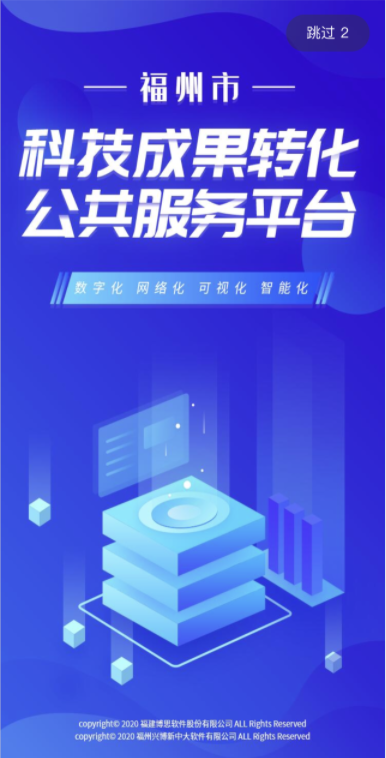 跳过 2
福州市
科技成果转化
公共服务平台
数字化 网络化 可视化 智能化
copyright© 2020 福建博思软件股份有限公司 ALL Rights Reserved
copyright© 2020 福州兴博新中大软件有限公司 ALL Rights Reserved